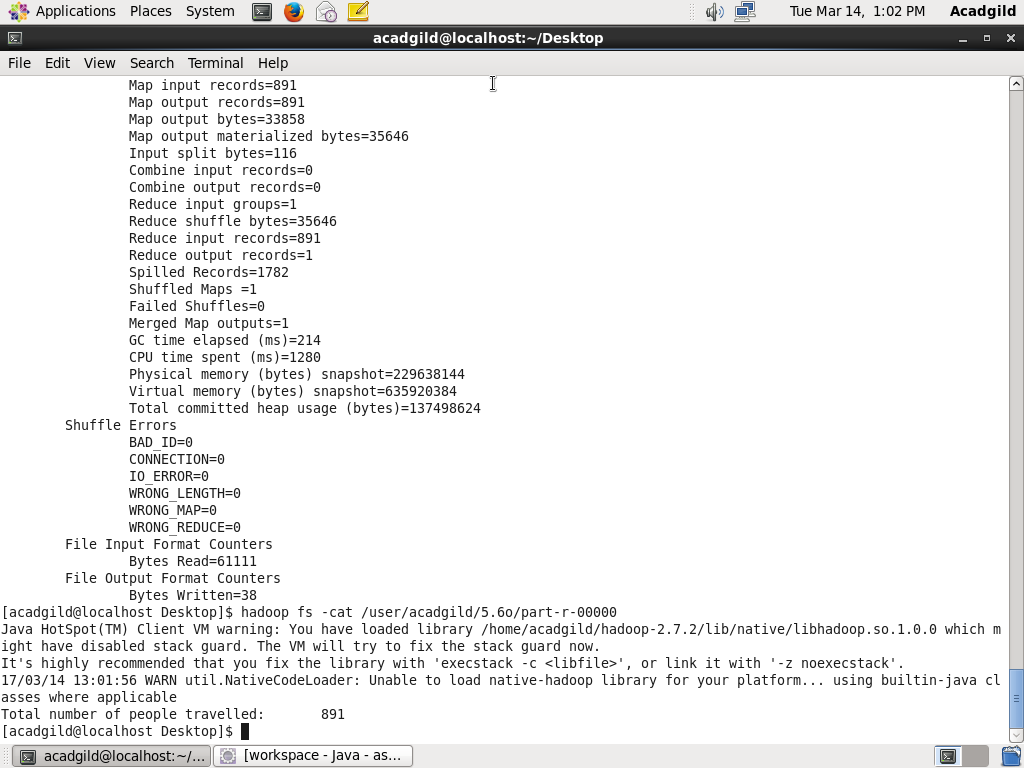 Applications Places System Tue Mar 14, 1:02 PM Acadgild
acadgild@localhost:~/Desktop
File Edit View Search Terminal Help
Map input records=891
Map output records=891
Map output bytes=33858
Map output materialized bytes=35646
Input split bytes=116
Combine input records=0
Combine output records=0
Reduce input groups=1
Reduce shuffle bytes=35646
Reduce input records=891
Reduce output records=1
Spilled Records=1782
Shuffled Maps =1
Failed Shuffles=0
Merged Map outputs=1
GC time elapsed (ms)=214
CPU time spent (ms)=1280
Physical memory (bytes) snapshot=229638144
Virtual memory (bytes) snapshot=635920384
Total committed heap usage (bytes)=137498624
Shuffle Errors
BAD_ID=0
CONNECTION=0
IO_ERROR=0
WRONG_LENGTH=0
WRONG_MAP=0
WRONG_REDUCE=0
File Input Format Counters
Bytes Read=61111
File Output Format Counters
Bytes Written=38
[acadgild@localhost Desktop]$ hadoop fs -cat /user/acadgild/5.6o/part-r-00000
Java HotSpot(TM) Client VM warning: You have loaded library /home/acadgild/hadoop-2.7.2/lib/native/libhadoop.so.1.0.0 which m
ight have disabled stack guard. The VM will try to fix the stack guard now.
It's highly recommended that you fix the library with 'execstack -c <libfile>', or link it with '-z noexecstack'.
17/03/14 13:01:56 WARN util.NativeCodeLoader: Unable to load native-hadoop library for your platform... using builtin-java cl
asses where applicable
Total number of people travelled: 891
[acadgild@localhost Desktop]$
acadgild@localhost:~/... [workspace - Java - as...